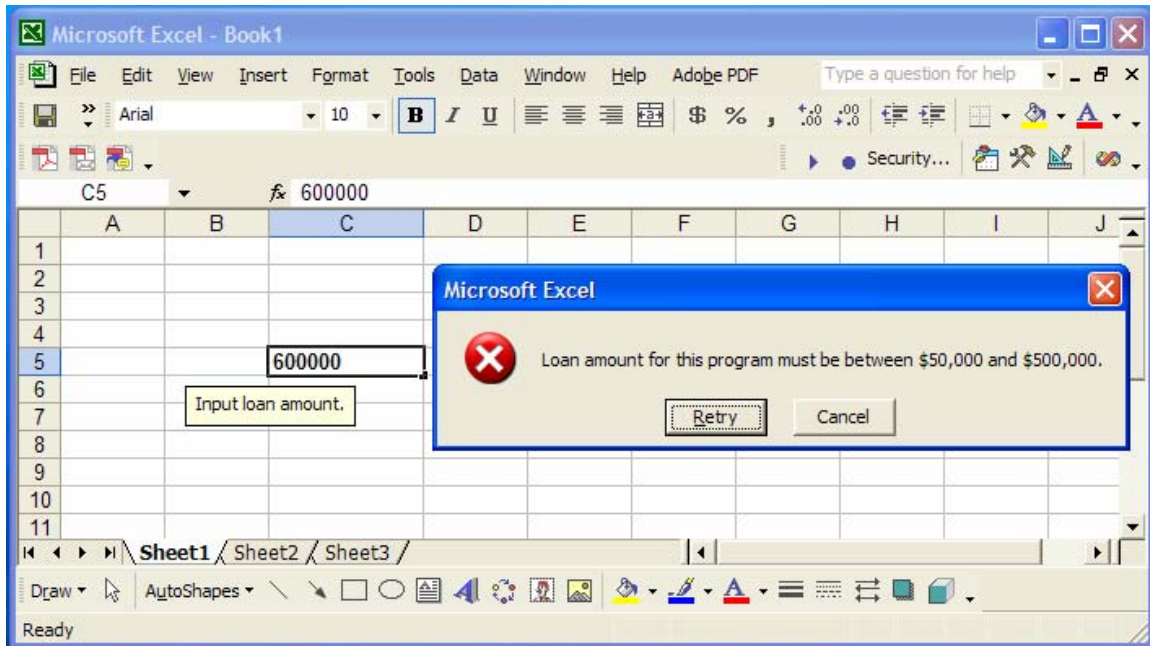 Microsoft Excel - Book1
File Edit View Insert Format Tools Data Window Help Adobe PDF Type a question for help
Arial 10 B I U $ % , .00 .00
Security...
C5 fx 600000
A B C D E F G H I J
1
2
3
4
5 600000
6
7
8
9
10
11
Input loan amount.
Microsoft Excel
Loan amount for this program must be between $50,000 and $500,000.
Retry Cancel
Sheet1 Sheet2 Sheet3
Draw AutoShapes A A
Ready